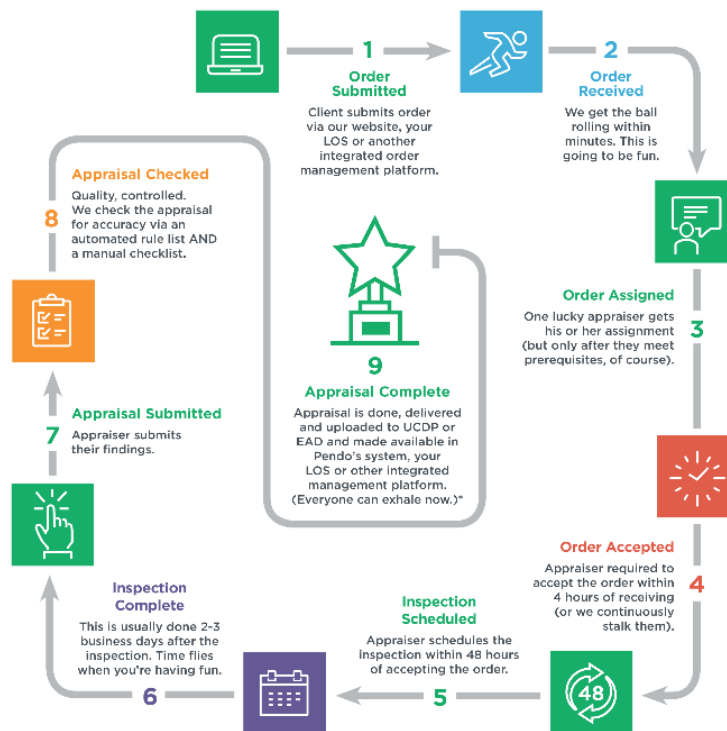 1
Order
Submitted
Client submits order
via our website, your
LOS or another
integrated order
management platform.
2
Order
Received
We get the ball
rolling within
minutes. This is
going to be fun.
Order Assigned
One lucky appraiser gets
his or her assignment
(but only after they meet
prerequisites, of course).
3
Order Accepted
Appraiser required to
accept the order within
4 hours of receiving
(or we continuously
stalk them).
4
48
Inspection
Scheduled
Appraiser schedules the
inspection within 48 hours
of accepting the order.
5
Inspection
Complete
This is usually done 2-3
business days after the
inspection. Time flies
when you're having fun.
6
Appraisal Submitted
7
Appraiser submits
their findings.
Appraisal Checked
8
Quality, controlled.
We check the appraisal
for accuracy via an
automated rule list AND
a manual checklist.
9
Appraisal Complete
Appraisal is done, delivered
and uploaded to UCDP or
EAD and made available in
Pendo's system, your
LOS or other integrated
management platform.
(Everyone can exhale now.)*